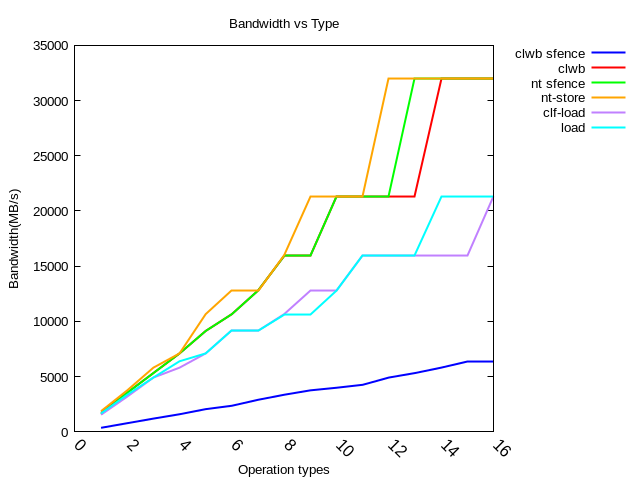 Bandwidth vs Type
35000
30000
25000
20000
15000
10000
5000
0
Bandwidth(MB/s)
0 2 4 6 8 10 12 14 16
Operation types
clwb sfence
clwb
nt sfence
nt-store
clf-load
load